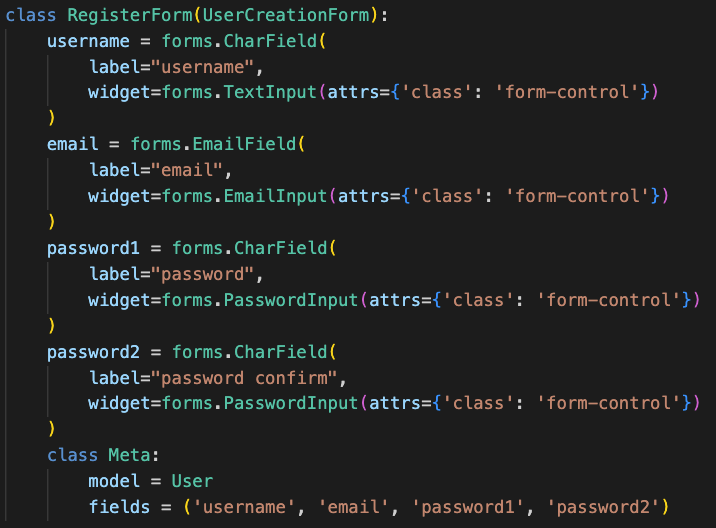 class RegisterForm(UserCreationForm):
    username = forms.CharField(
        label="username",
        widget=forms.TextInput(attrs={'class': 'form-control'})
    )
    email = forms.EmailField(
        label="email",
        widget=forms.EmailInput(attrs={'class': 'form-control'})
    )
    password1 = forms.CharField(
        label="password",
        widget=forms.PasswordInput(attrs={'class': 'form-control'})
    )
    password2 = forms.CharField(
        label="password confirm",
        widget=forms.PasswordInput(attrs={'class': 'form-control'})
    )
    class Meta:
        model = User
        fields = ('username', 'email', 'password1', 'password2')